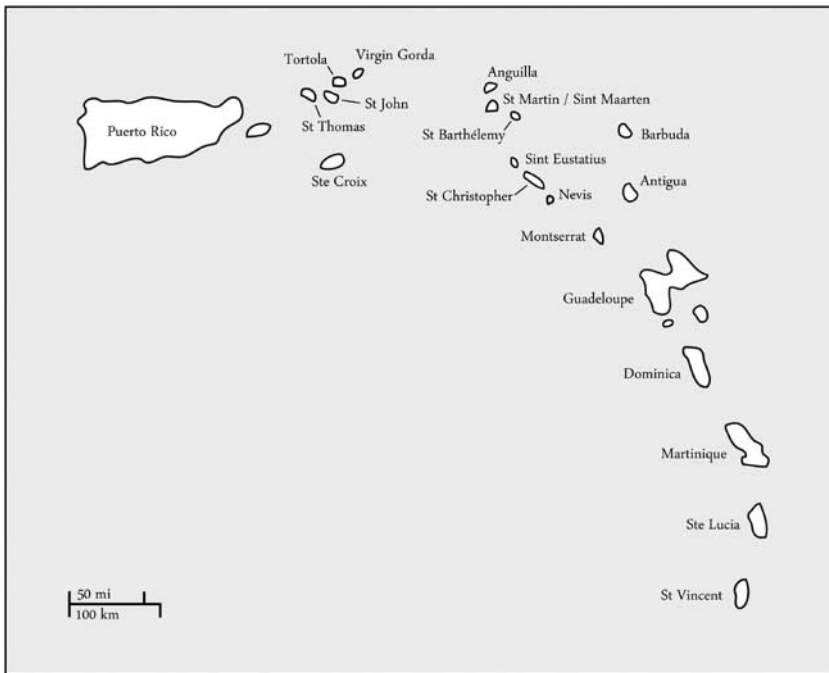 Virgin Gorda
Tortola
Anguilla
St Martin / Sint Maarten
St John
Puerto Rico
St Thomas
St Barthélemy
Barbuda
Sint Eustatius
Ste Croix
Antigua
St Christopher
Nevis
Montserrat
Guadeloupe
Dominica
Martinique
Ste Lucia
50 mi
100 km
St Vincent